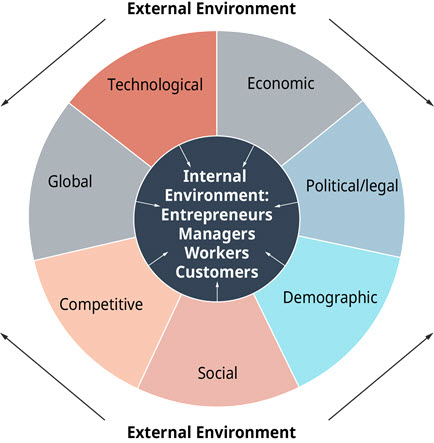 External Environment
Technological
Economic
Global
Political/legal
Internal
Environment:
Entrepreneurs
Managers
Workers
Customers
Competitive
Demographic
Social
External Environment